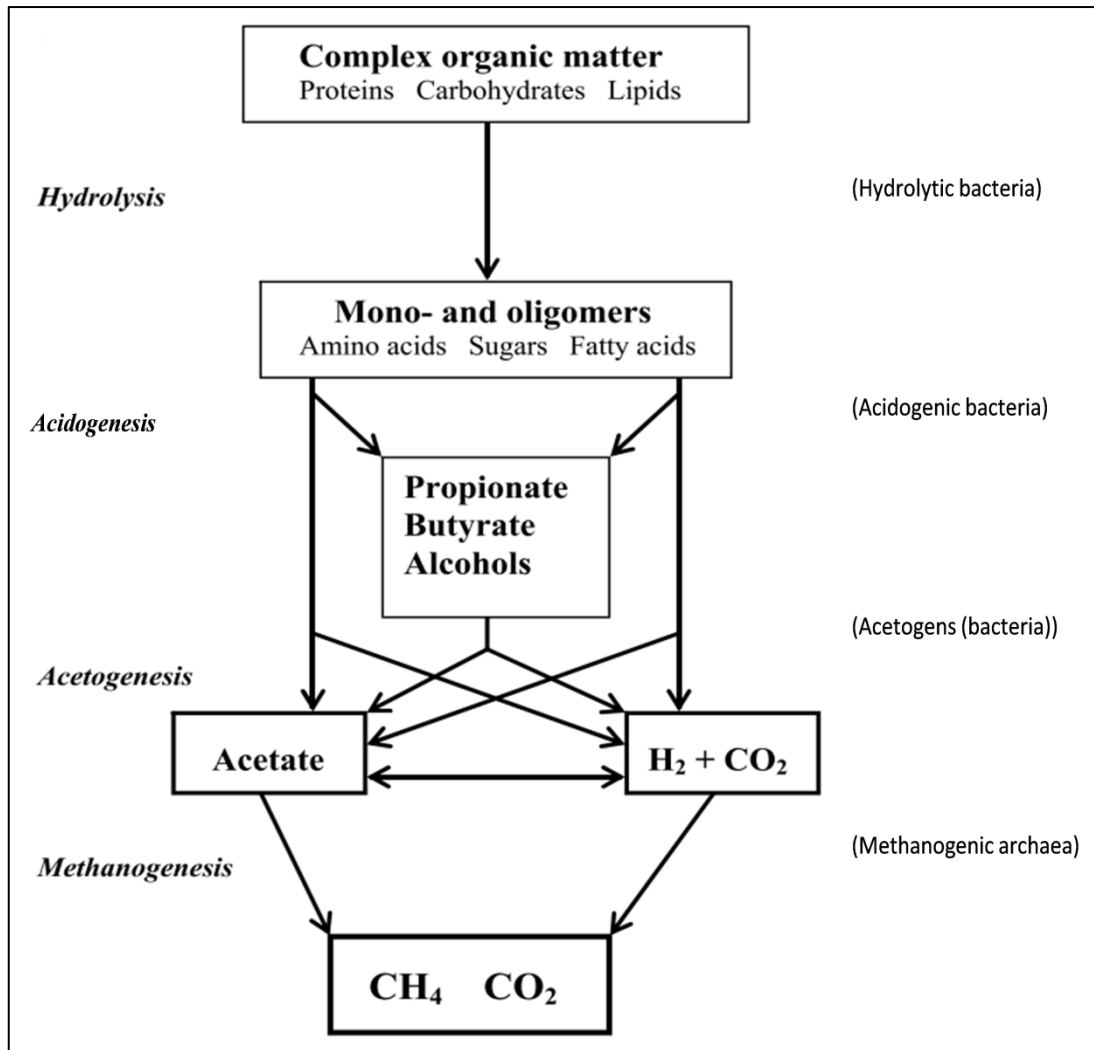 Complex organic matter
Proteins Carbohydrates Lipids
Hydrolysis
(Hydrolytic bacteria)
Mono- and oligomers
Amino acids Sugars Fatty acids
Acidogenesis
(Acidogenic bacteria)
Propionate
Butyrate
Alcohols
(Acetogens (bacteria))
Acetogenesis
Acetate
H₂ + CO₂
Methanogenesis
(Methanogenic archaea)
CH₄ CO₂